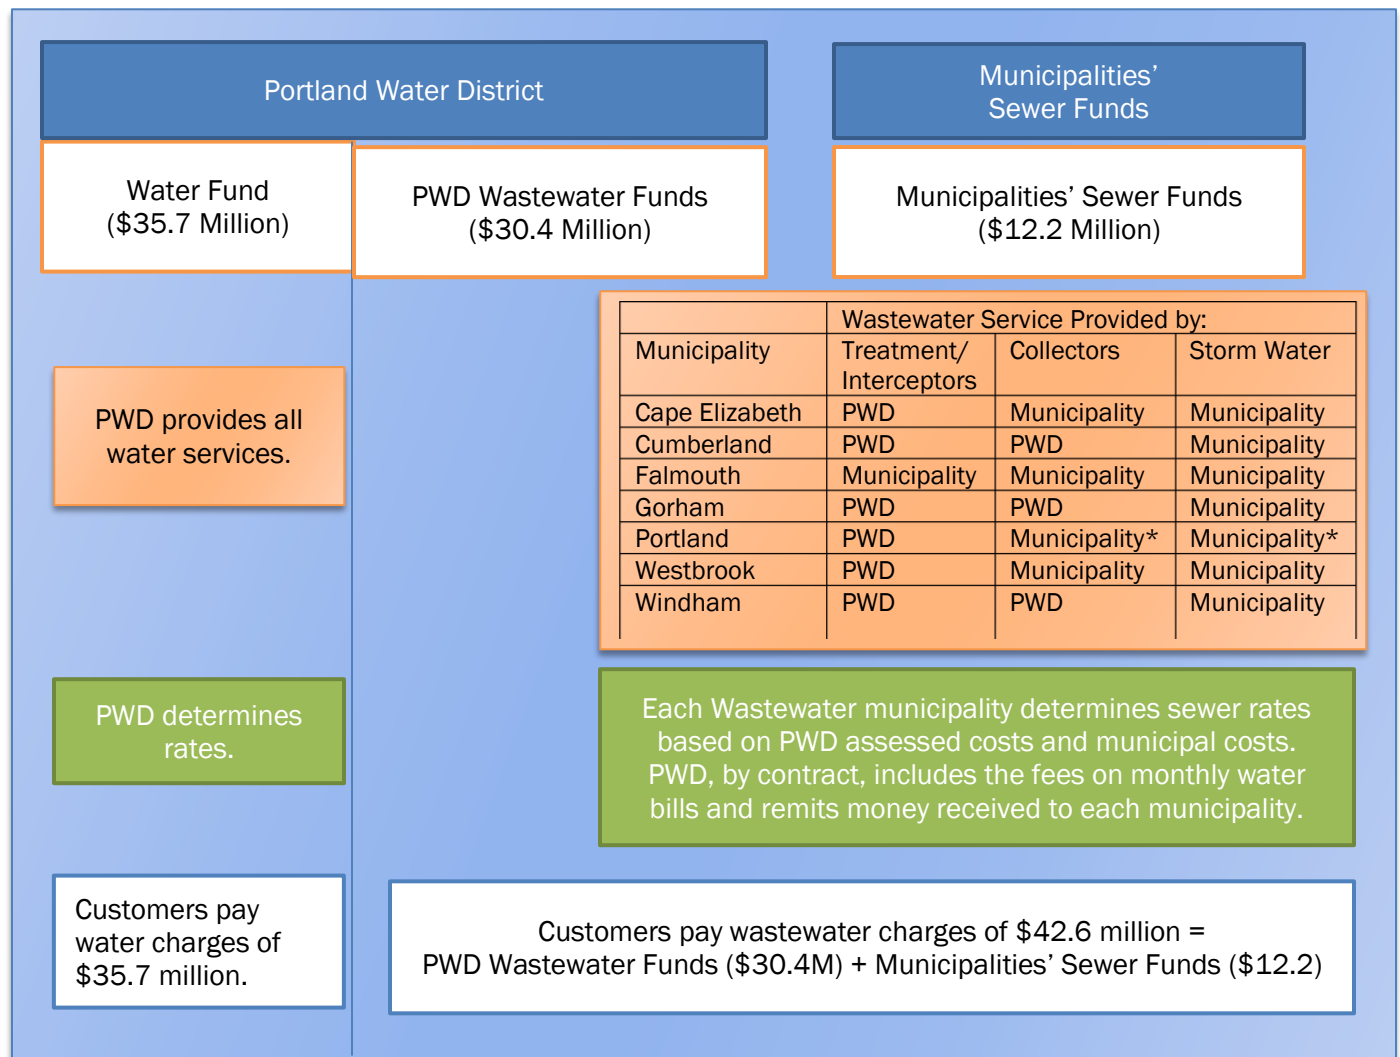 Portland Water District
Municipalities’
Sewer Funds
Water Fund
($35.7 Million)
PWD Wastewater Funds
($30.4 Million)
Municipalities’ Sewer Funds
($12.2 Million)
PWD provides all
water services.
Wastewater Service Provided by:
Municipality Treatment/ Collectors Storm Water
Interceptors
Cape Elizabeth PWD Municipality Municipality
Cumberland PWD PWD Municipality
Falmouth Municipality Municipality Municipality
Gorham PWD PWD Municipality
Portland PWD Municipality* Municipality*
Westbrook PWD Municipality Municipality
Windham PWD PWD Municipality
PWD determines
rates.
Each Wastewater municipality determines sewer rates
based on PWD assessed costs and municipal costs.
PWD, by contract, includes the fees on monthly water
bills and remits money received to each municipality.
Customers pay
water charges of
$35.7 million.
Customers pay wastewater charges of $42.6 million =
PWD Wastewater Funds ($30.4M) + Municipalities’ Sewer Funds ($12.2)